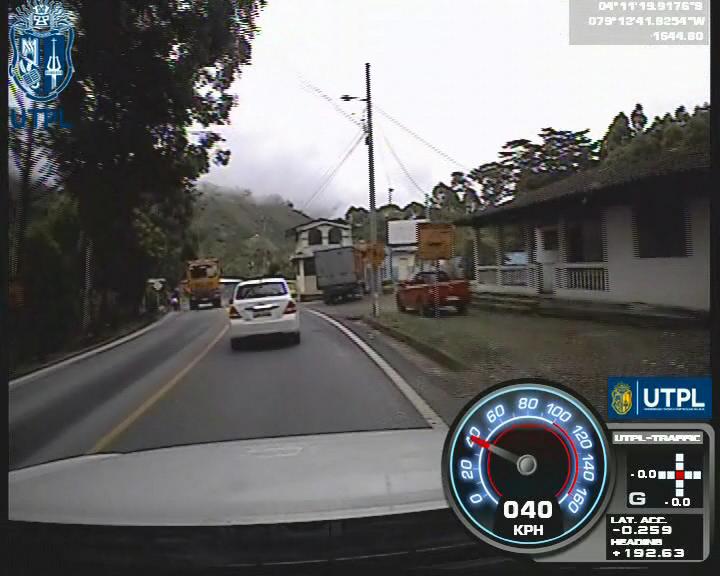 04°11'19.9176"S
079°12'41.8254"W
1644.80
UTPL
UTPL
UTPL-TRAFFIC
0
20
40
60
80
100
120
140
160
040
KPH
-0.0
G
-0.0
LAT. ACC.
-0.259
HEADING
+192.63